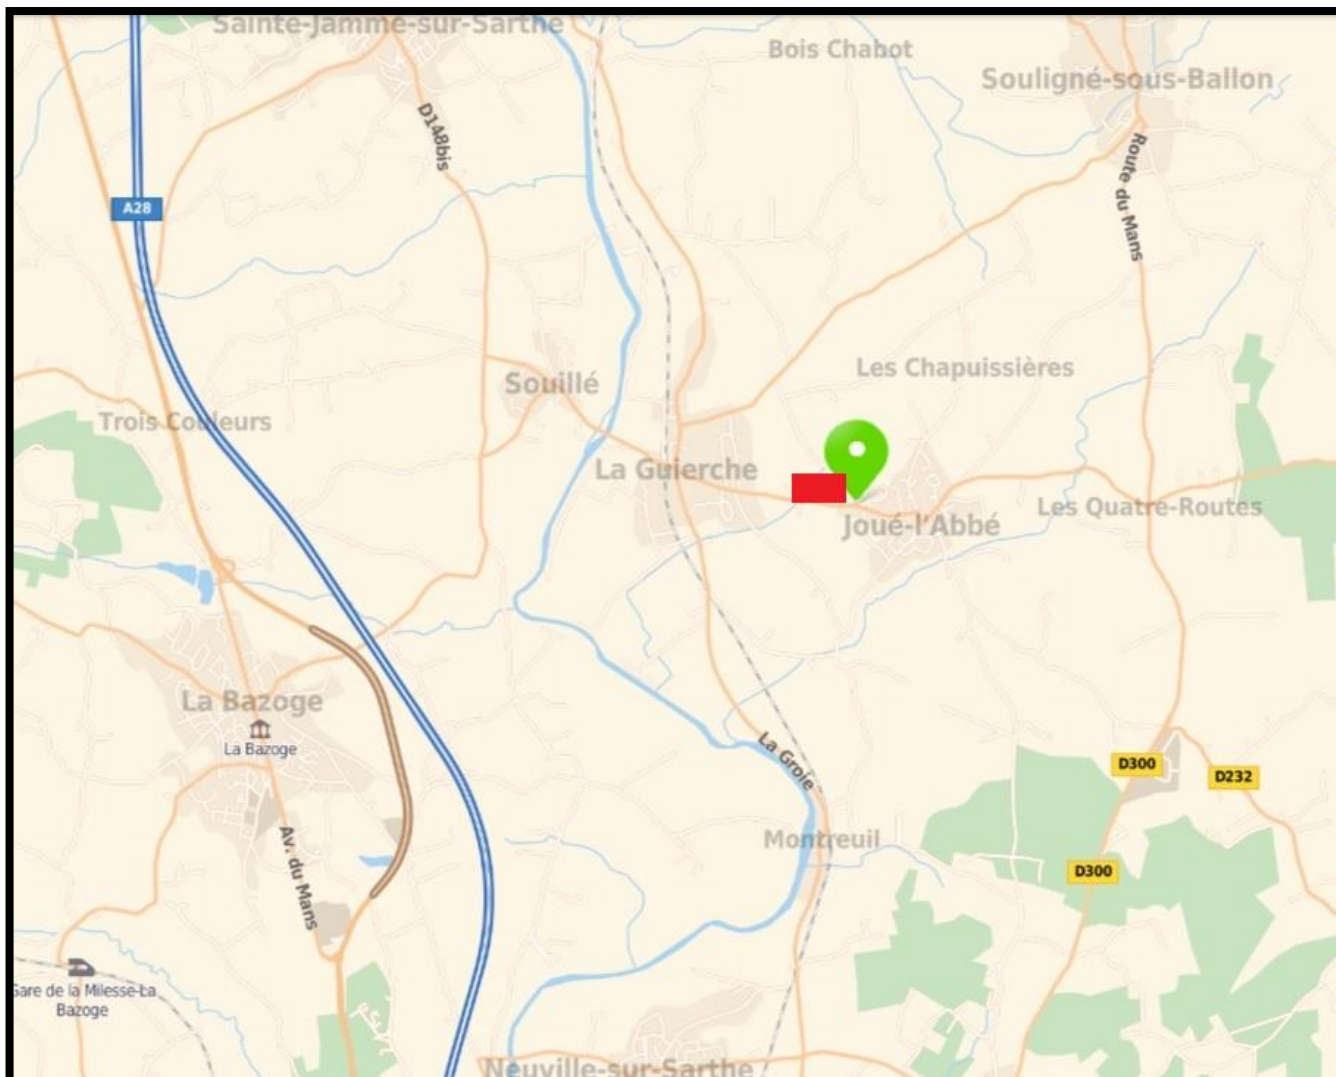 Sainte-Jamme-sur-Sarthe
Bois Chabot
Souligné-sous-Ballon
D148bis
Route du Mans
A28
Les Chapuissières
Souillé
Trois Couleurs
La Guierche
Les Quatre-Routes
Joué-l'Abbé
La Bazoge
La Bazoge
La Groie
D300
D232
Montreuil
D300
Av. du Mans
Gare de la Milesse-La
Bazoge
Neuville-sur-Sarthe